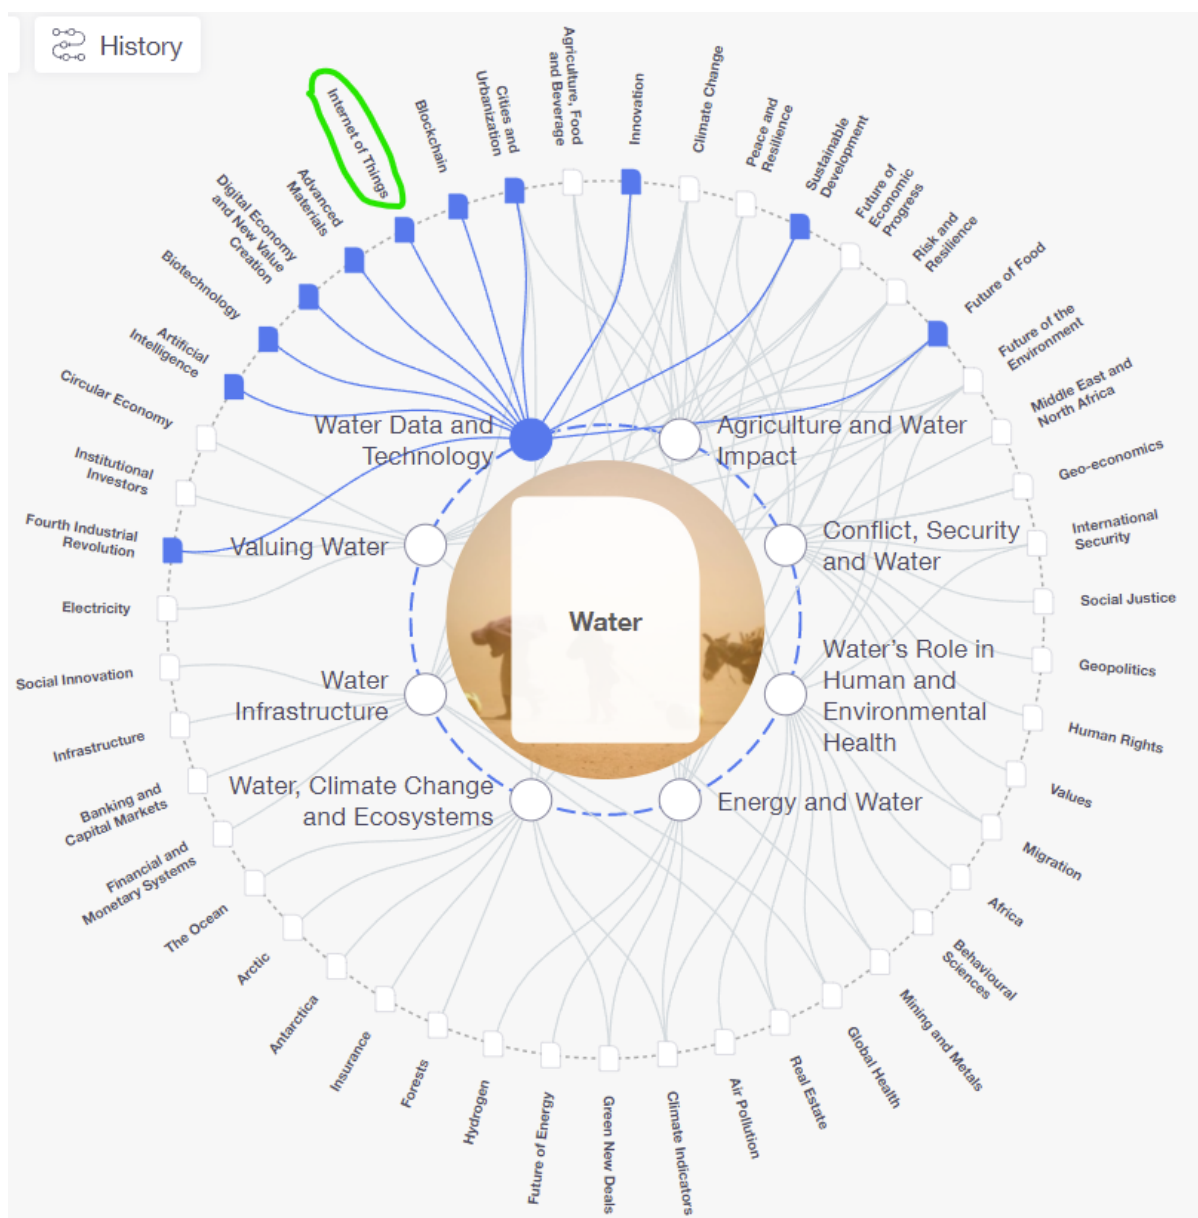 History
Agriculture, Food
and Beverage
Innovation
Climate Change
Peace and
Resilience
Sustainable
Development
Future of
Economic
Progress
Risk and
Resilience
Future of Food
Future of the
Environment
Middle East and
North Africa
Geo-economics
International
Security
Social Justice
Geopolitics
Human Rights
Values
Migration
Africa
Behavioural
Sciences
Mining and Metals
Global Health
Real Estate
Air Pollution
Climate Indicators
Green New Deals
Future of Energy
Hydrogen
Forests
Insurance
Antarctica
Arctic
The Ocean
Financial and
Monetary Systems
Banking and
Capital Markets
Infrastructure
Social Innovation
Electricity
Fourth Industrial
Revolution
Institutional
Investors
Circular Economy
Artificial
Intelligence
Biotechnology
Digital Economy
and New Value
Creation
Advanced
Materials
Internet of Things
Blockchain
Cities and
Urbanization
Water Data and
Technology
Agriculture and Water
Impact
Valuing Water
Conflict, Security
and Water
Water
Water
Infrastructure
Water’s Role in
Human and
Environmental
Health
Water, Climate Change
and Ecosystems
Energy and Water